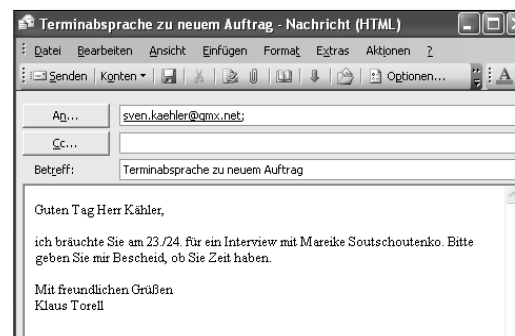 Terminabsprache zu neuem Auftrag - Nachricht (HTML)
Datei Bearbeiten Ansicht Einfügen Format Extras Aktionen ?
Senden Konten Optionen... A
An... sven.kaehler@gmx.net;
Cc...
Betreff: Terminabsprache zu neuem Auftrag
Guten Tag Herr Kähler,
ich bräuchte Sie am 23./24. für ein Interview mit Mareike Soutschoutenko. Bitte
geben Sie mir Bescheid, ob Sie Zeit haben.
Mit freundlichen Grüßen
Klaus Torell